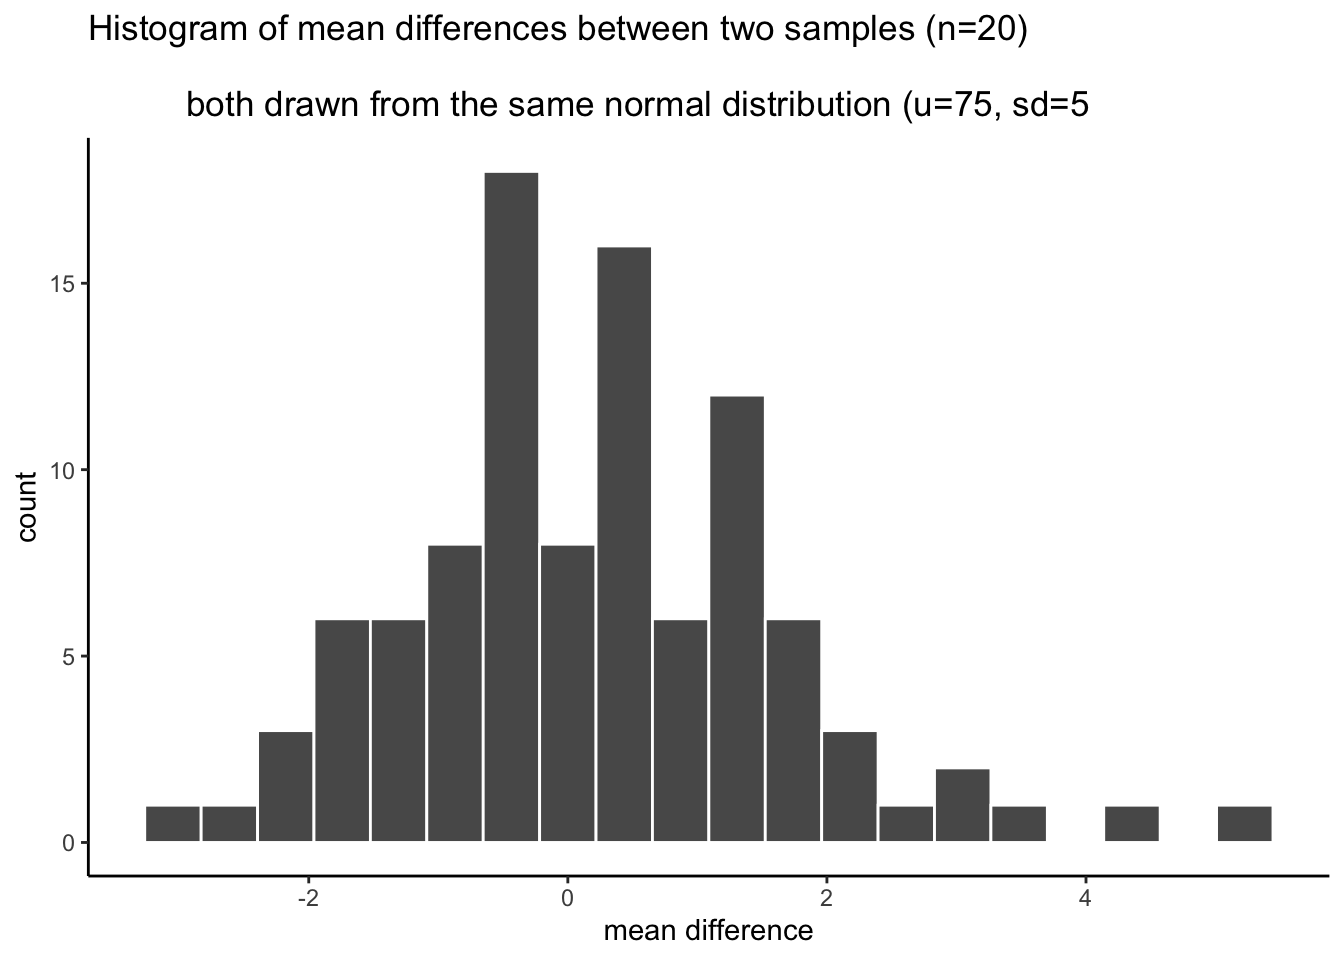 Histogram of mean differences between two samples (n=20)
both drawn from the same normal distribution (u=75, sd=5
15
10
5
0
count
-2
0
2
4
mean difference